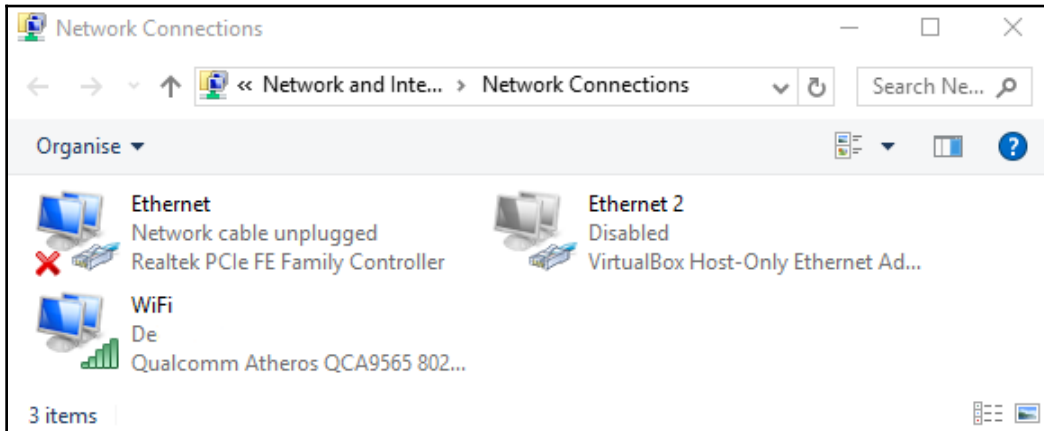 Network Connections
« Network and Inte... › Network Connections
Search Ne...
Organise
Ethernet
Network cable unplugged
Realtek PCIe FE Family Controller
Ethernet 2
Disabled
VirtualBox Host-Only Ethernet Ad...
WiFi
De
Qualcomm Atheros QCA9565 802...
3 items